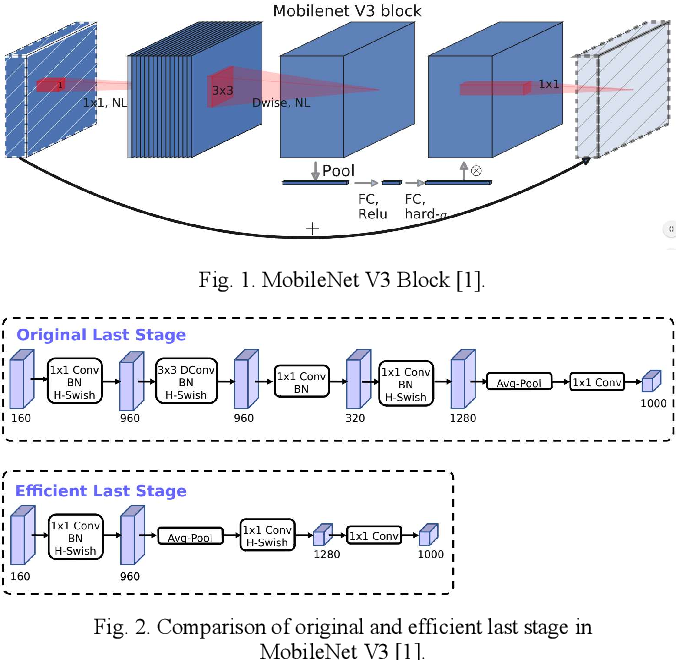 Mobilenet V3 block
1
1x1, NL
3x3
Dwise, NL
1x1
Pool
⊗
FC,
Relu
FC,
hard-σ
+
Fig. 1. MobileNet V3 Block [1].
Original Last Stage
1x1 Conv
BN
H-Swish
3x3 DConv
BN
H-Swish
1x1 Conv
BN
1x1 Conv
BN
H-Swish
Avg-Pool
1x1 Conv
160
960
960
320
1280
1000
Efficient Last Stage
1x1 Conv
BN
H-Swish
Avg-Pool
1x1 Conv
H-Swish
1x1 Conv
160
960
1280
1000
Fig. 2. Comparison of original and efficient last stage in
MobileNet V3 [1].